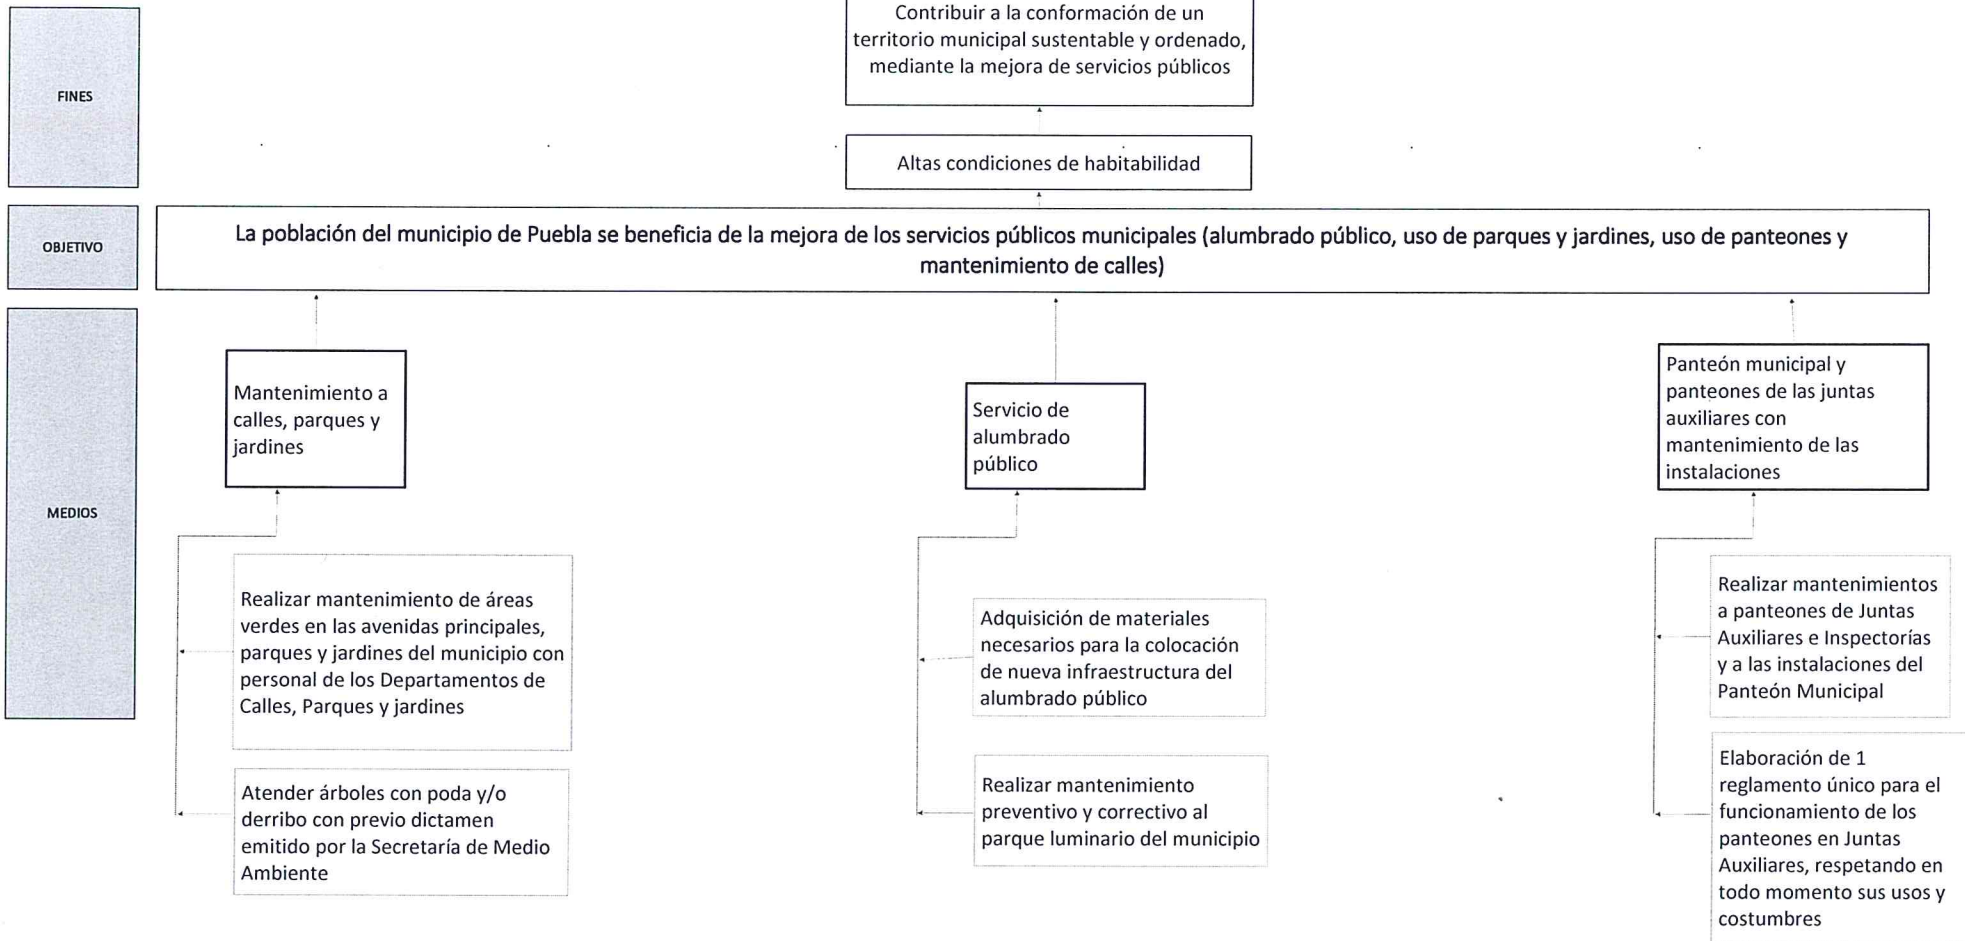 FINES
Contribuir a la conformación de un
territorio municipal sustentable y ordenado,
mediante la mejora de servicios públicos
Altas condiciones de habitabilidad
OBJETIVO
La población del municipio de Puebla se beneficia de la mejora de los servicios públicos municipales (alumbrado público, uso de parques y jardines, uso de panteones y
mantenimiento de calles)
MEDIOS
Mantenimiento a
calles, parques y
jardines
Realizar mantenimiento de áreas
verdes en las avenidas principales,
parques y jardines del municipio con
personal de los Departamentos de
Calles, Parques y jardines
Atender árboles con poda y/o
derribo con previo dictamen
emitido por la Secretaría de Medio
Ambiente
Servicio de
alumbrado
público
Adquisición de materiales
necesarios para la colocación
de nueva infraestructura del
alumbrado público
Realizar mantenimiento
preventivo y correctivo al
parque luminario del municipio
Panteón municipal y
panteones de las juntas
auxiliares con
mantenimiento de las
instalaciones
Realizar mantenimientos
a panteones de Juntas
Auxiliares e Inspectorías
y a las instalaciones del
Panteón Municipal
Elaboración de 1
reglamento único para el
funcionamiento de los
panteones en Juntas
Auxiliares, respetando en
todo momento sus usos y
costumbres